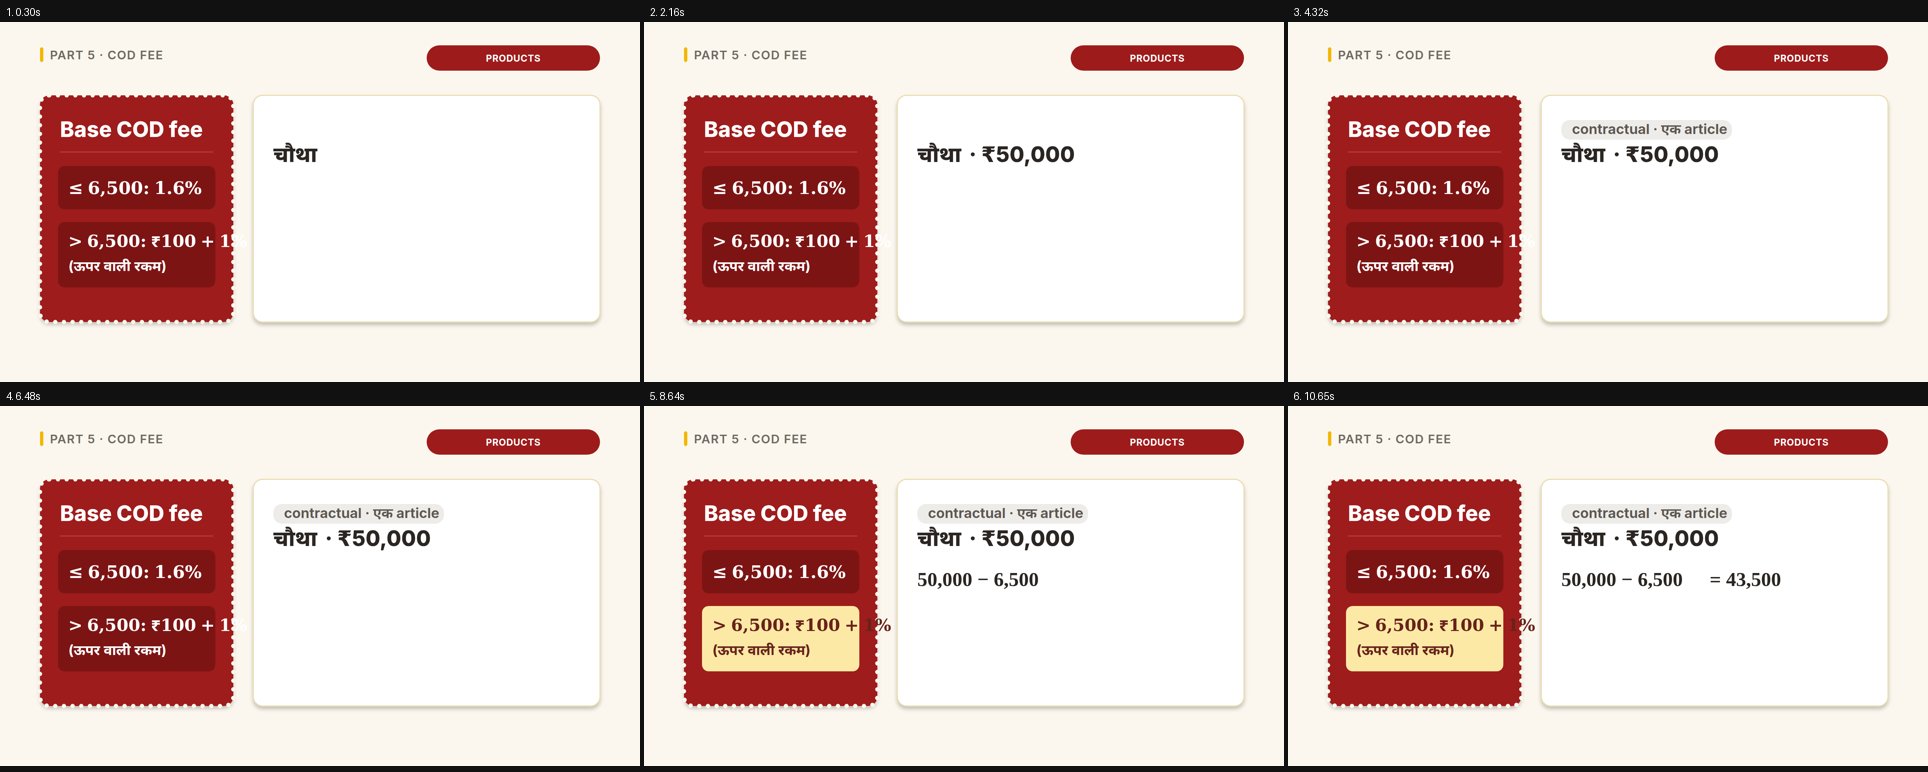 1. 0.30s
PART 5 · COD FEE
PRODUCTS
Base COD fee
≤ 6,500: 1.6%
> 6,500: ₹100 + 1%
(ऊपर वाली रकम)
चौथा
2. 2.16s
PART 5 · COD FEE
PRODUCTS
Base COD fee
≤ 6,500: 1.6%
> 6,500: ₹100 + 1%
(ऊपर वाली रकम)
चौथा · ₹50,000
3. 4.32s
PART 5 · COD FEE
PRODUCTS
Base COD fee
≤ 6,500: 1.6%
> 6,500: ₹100 + 1%
(ऊपर वाली रकम)
contractual · एक article
चौथा · ₹50,000
4. 6.48s
PART 5 · COD FEE
PRODUCTS
Base COD fee
≤ 6,500: 1.6%
> 6,500: ₹100 + 1%
(ऊपर वाली रकम)
contractual · एक article
चौथा · ₹50,000
5. 8.64s
PART 5 · COD FEE
PRODUCTS
Base COD fee
≤ 6,500: 1.6%
> 6,500: ₹100 + 1%
(ऊपर वाली रकम)
contractual · एक article
चौथा · ₹50,000
50,000 − 6,500
6. 10.65s
PART 5 · COD FEE
PRODUCTS
Base COD fee
≤ 6,500: 1.6%
> 6,500: ₹100 + 1%
(ऊपर वाली रकम)
contractual · एक article
चौथा · ₹50,000
50,000 − 6,500 = 43,500